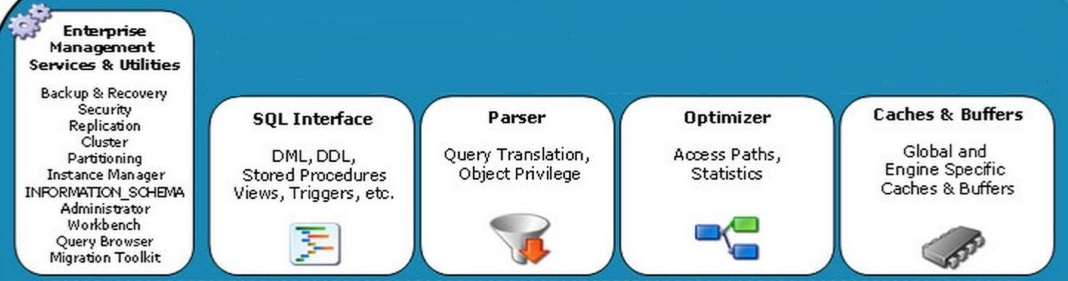 Enterprise
Management
Services & Utilities
Backup & Recovery
Security
Replication
Cluster
Partitioning
Instance Manager
INFORMATION_SCHEMA
Administrator
Workbench
Query Browser
Migration Toolkit
SQL Interface
DML, DDL,
Stored Procedures
Views, Triggers, etc.
Parser
Query Translation,
Object Privilege
Optimizer
Access Paths,
Statistics
Caches & Buffers
Global and
Engine Specific
Caches & Buffers